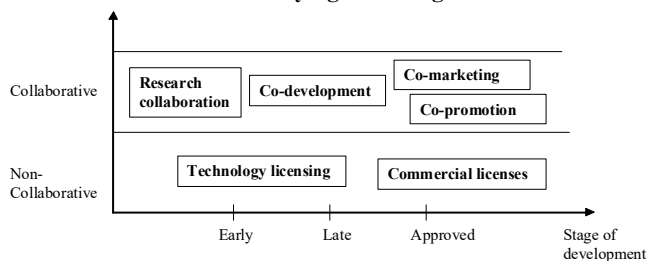 Collaborative
Research
collaboration
Co-development
Co-marketing
Co-promotion
Non-
Collaborative
Technology licensing
Commercial licenses
Early
Late
Approved
Stage of
development